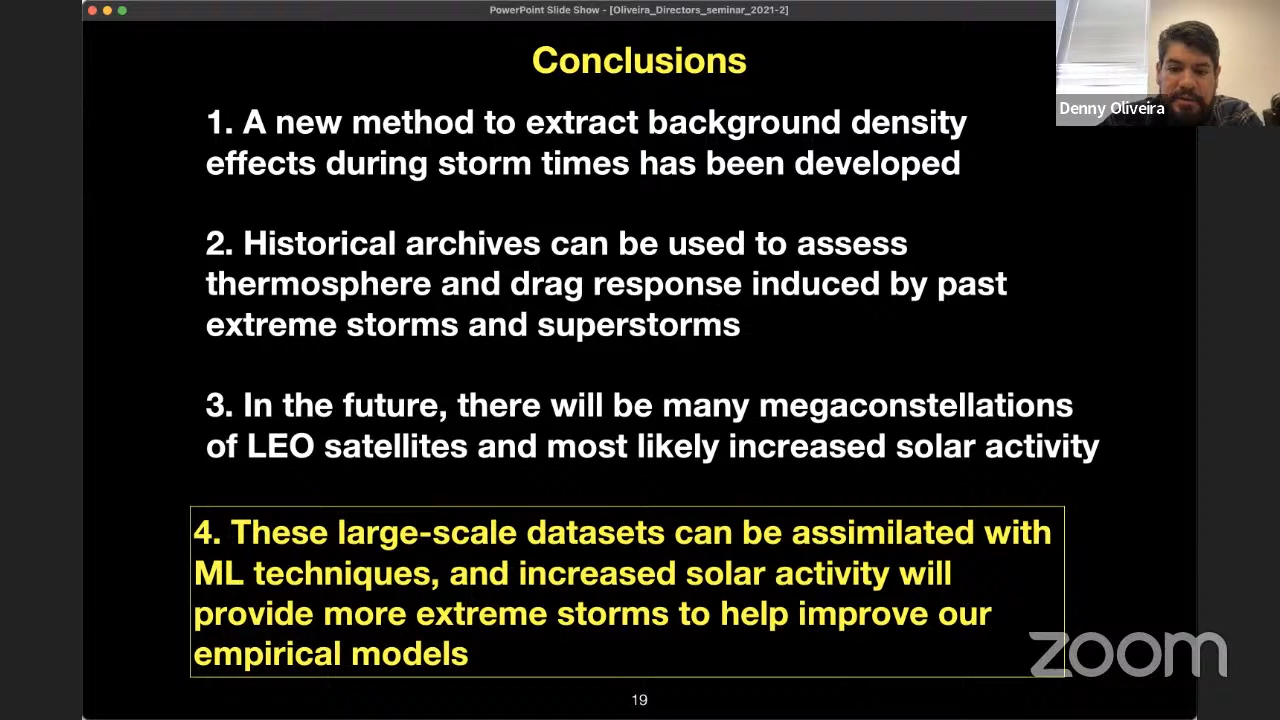 PowerPoint Slide Show - [Oliveira_Directors_seminar_2021-2]
Conclusions
Denny Oliveira
1. A new method to extract background density
effects during storm times has been developed
2. Historical archives can be used to assess
thermosphere and drag response induced by past
extreme storms and superstorms
3. In the future, there will be many megaconstellations
of LEO satellites and most likely increased solar activity
4. These large-scale datasets can be assimilated with
ML techniques, and increased solar activity will
provide more extreme storms to help improve our
empirical models
zoom
19